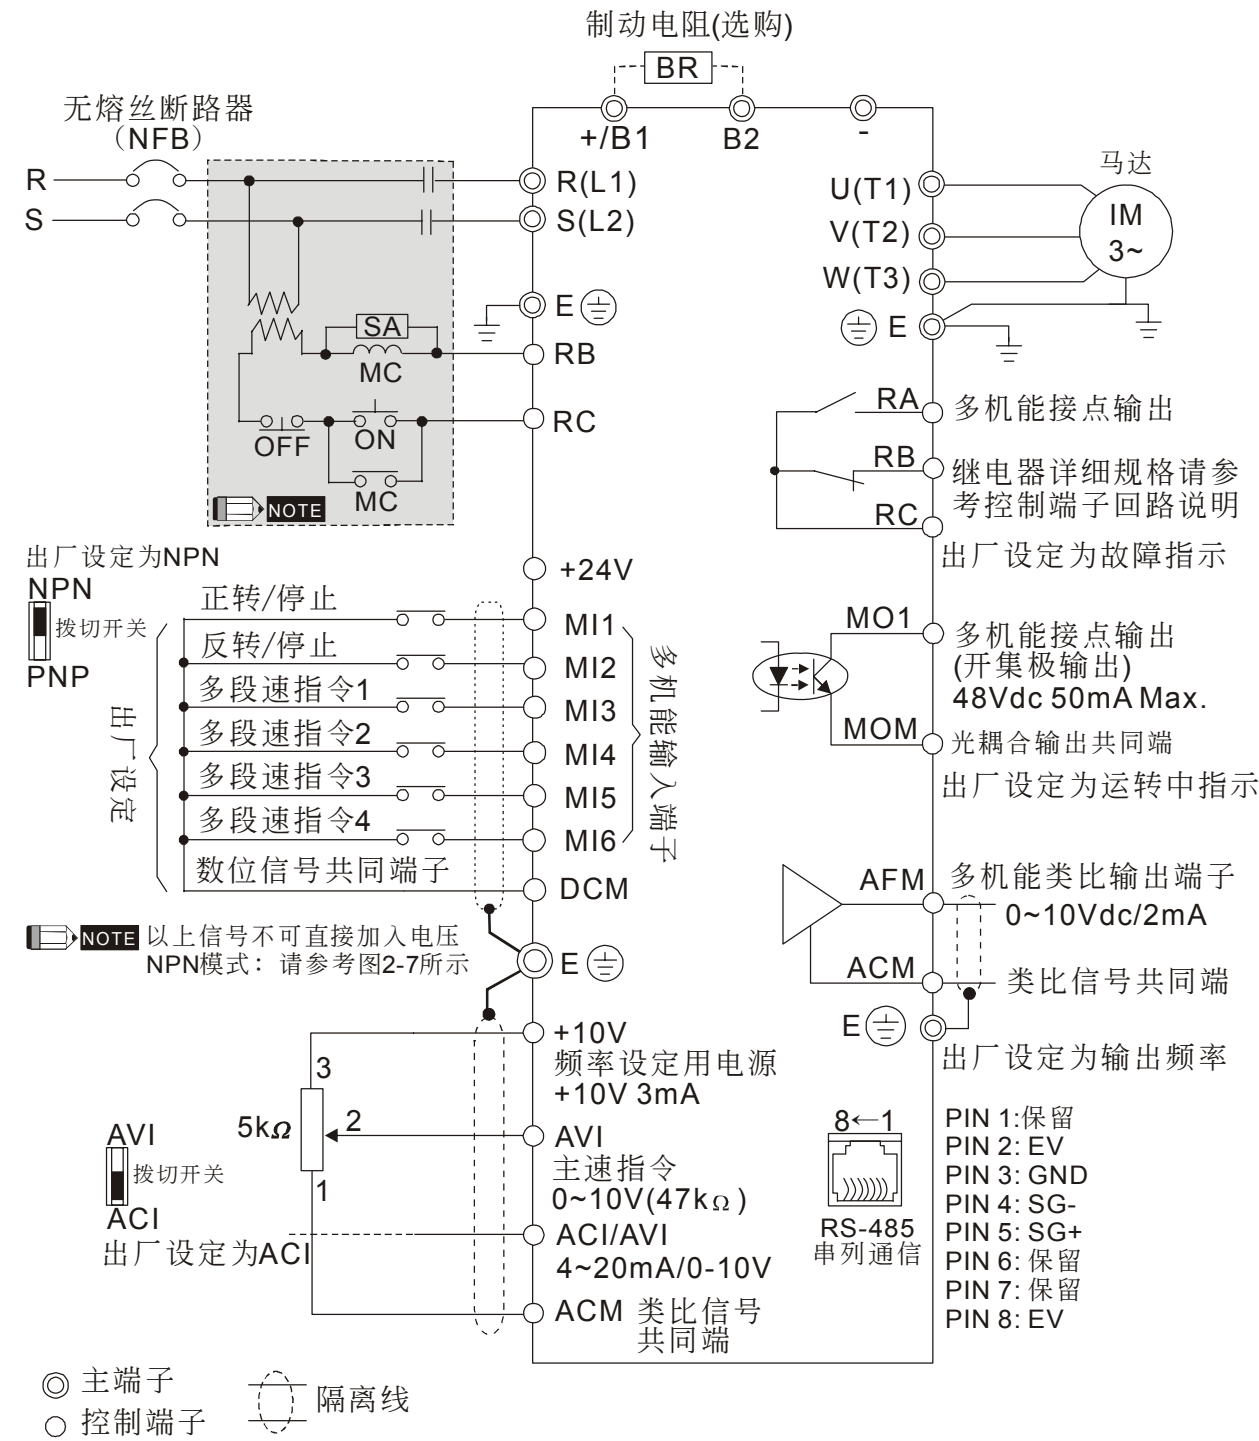 制动电阻(选购)
BR
无熔丝断路器
（NFB）
+/B1
B2
-
R
S
R(L1)
S(L2)
E
SA
MC
RB
OFF
ON
RC
MC
NOTE
马达
U(T1)
V(T2)
W(T3)
IM
3~
E
RA
多机能接点输出
RB
继电器详细规格请参
考控制端子回路说明
RC
出厂设定为故障指示
出厂设定为NPN
NPN
拨切开关
PNP
出厂设定
+24V
正转/停止
MI1
反转/停止
MI2
多段速指令1
MI3
多段速指令2
MI4
多段速指令3
MI5
多段速指令4
MI6
数位信号共同端子
DCM
多机能输入端子
MO1
多机能接点输出
(开集极输出)
48Vdc 50mA Max.
MOM
光耦合输出共同端
出厂设定为运转中指示
NOTE
以上信号不可直接加入电压
NPN模式：请参考图2-7所示
E
AFM
多机能类比输出端子
0~10Vdc/2mA
ACM
类比信号共同端
E
出厂设定为输出频率
+10V
频率设定用电源
+10V 3mA
3
5kΩ
2
1
AVI
主速指令
0~10V(47kΩ)
AVI
拨切开关
ACI
出厂设定为ACI
ACI/AVI
4~20mA/0-10V
ACM 类比信号
共同端
8←1
RS-485
串列通信
PIN 1:保留
PIN 2: EV
PIN 3: GND
PIN 4: SG-
PIN 5: SG+
PIN 6: 保留
PIN 7: 保留
PIN 8: EV
主端子
控制端子
隔离线